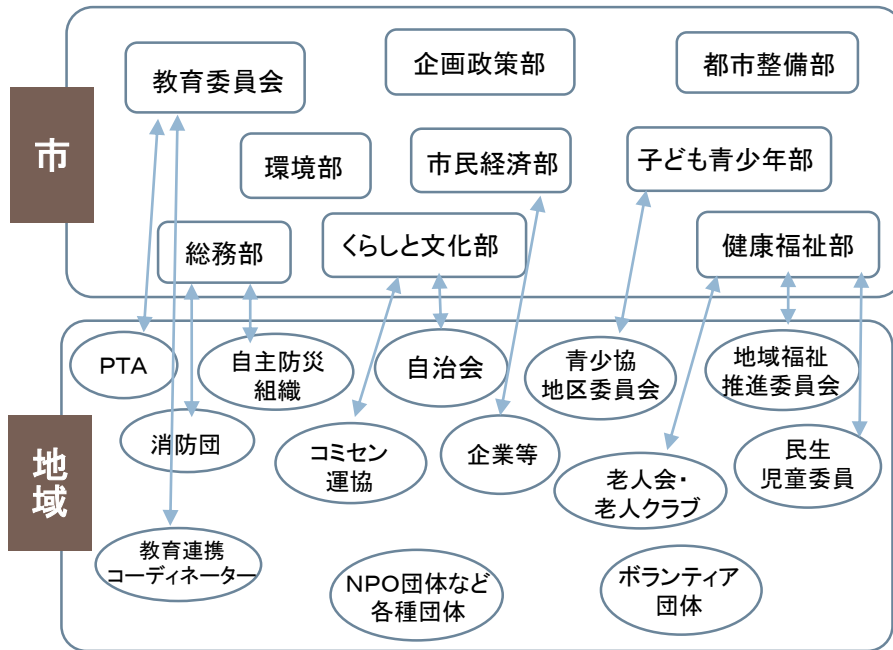 市
教育委員会
企画政策部
都市整備部
環境部
市民経済部
子ども青少年部
総務部
くらしと文化部
健康福祉部
地域
PTA
自主防災
組織
自治会
青少協
地区委員会
地域福祉
推進委員会
消防団
コミセン
運協
企業等
老人会・
老人クラブ
民生
児童委員
教育連携
コーディネーター
NPO団体など
各種団体
ボランティア
団体